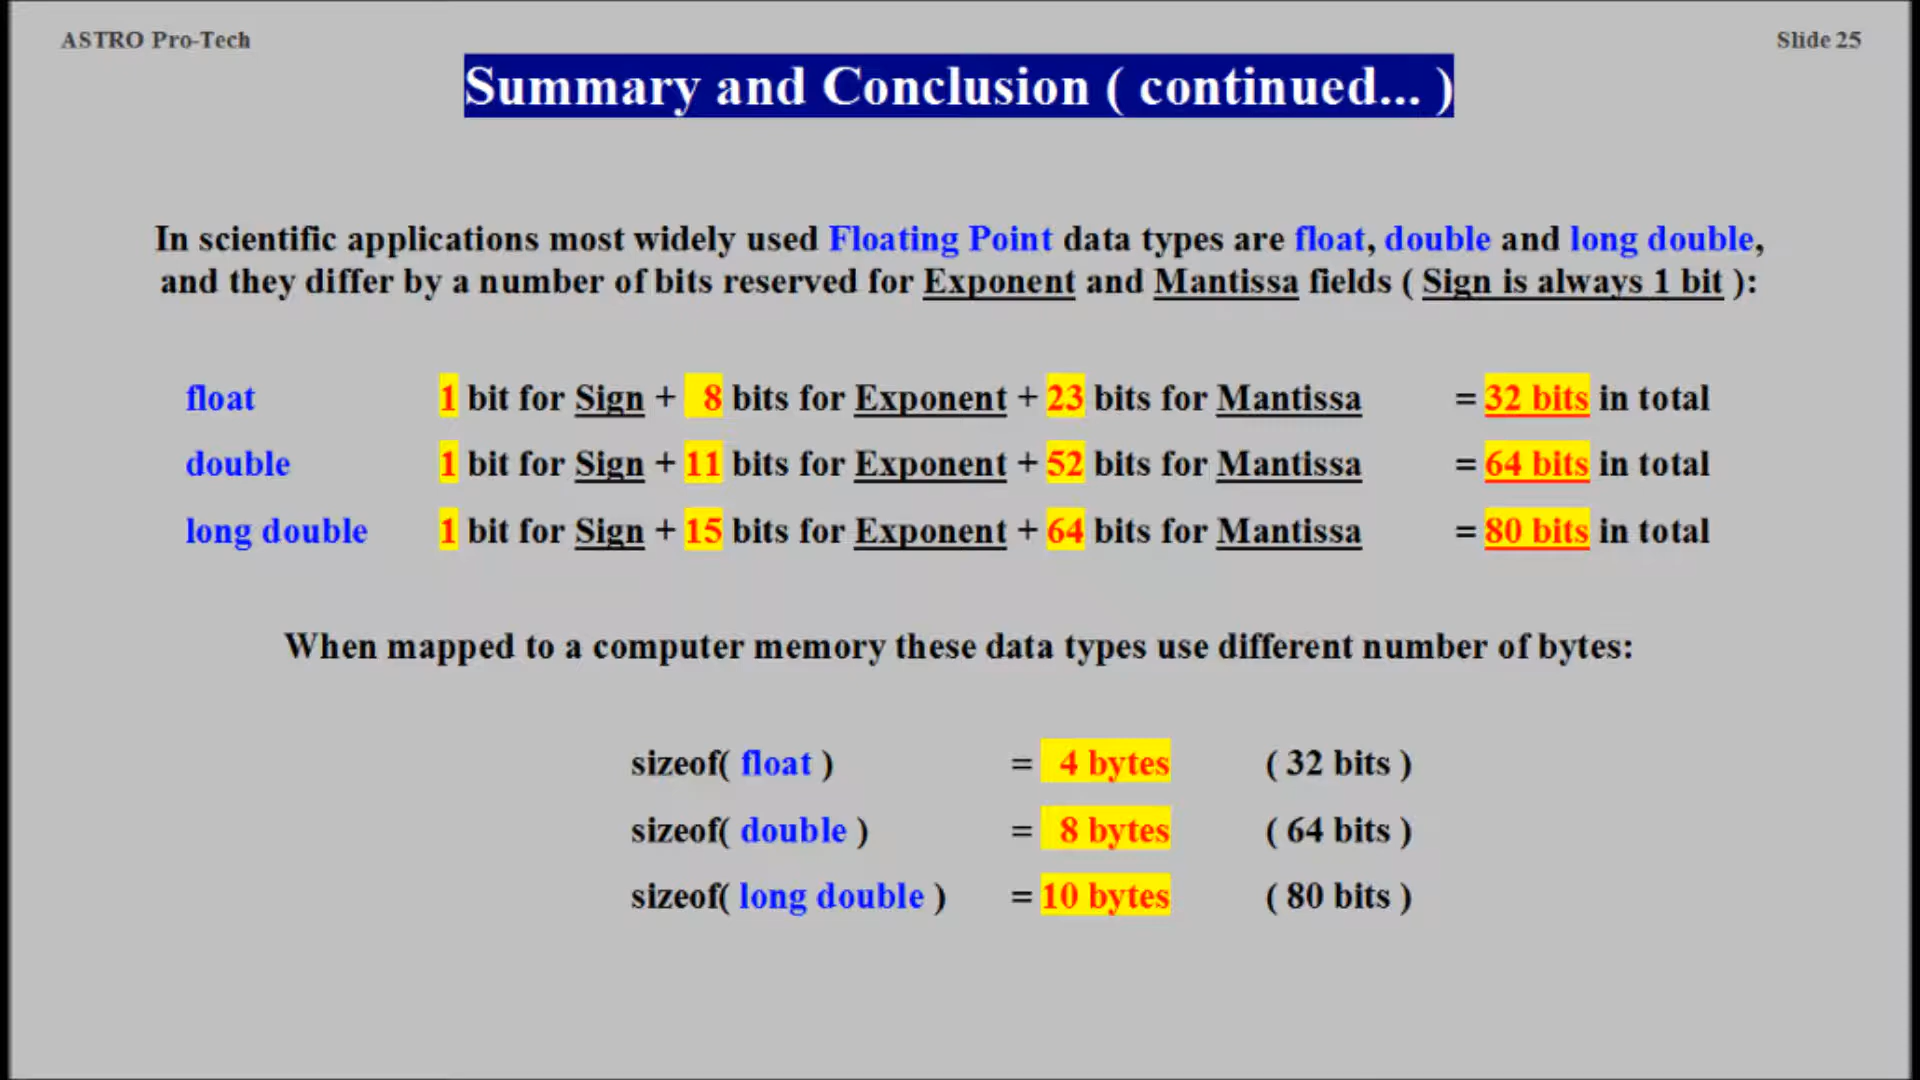 ASTRO Pro-Tech
Slide 25
Summary and Conclusion ( continued... )
In scientific applications most widely used Floating Point data types are float, double and long double,
and they differ by a number of bits reserved for Exponent and Mantissa fields ( Sign is always 1 bit ):
float 1 bit for Sign + 8 bits for Exponent + 23 bits for Mantissa = 32 bits in total
double 1 bit for Sign + 11 bits for Exponent + 52 bits for Mantissa = 64 bits in total
long double 1 bit for Sign + 15 bits for Exponent + 64 bits for Mantissa = 80 bits in total
When mapped to a computer memory these data types use different number of bytes:
sizeof( float ) = 4 bytes ( 32 bits )
sizeof( double ) = 8 bytes ( 64 bits )
sizeof( long double ) = 10 bytes ( 80 bits )